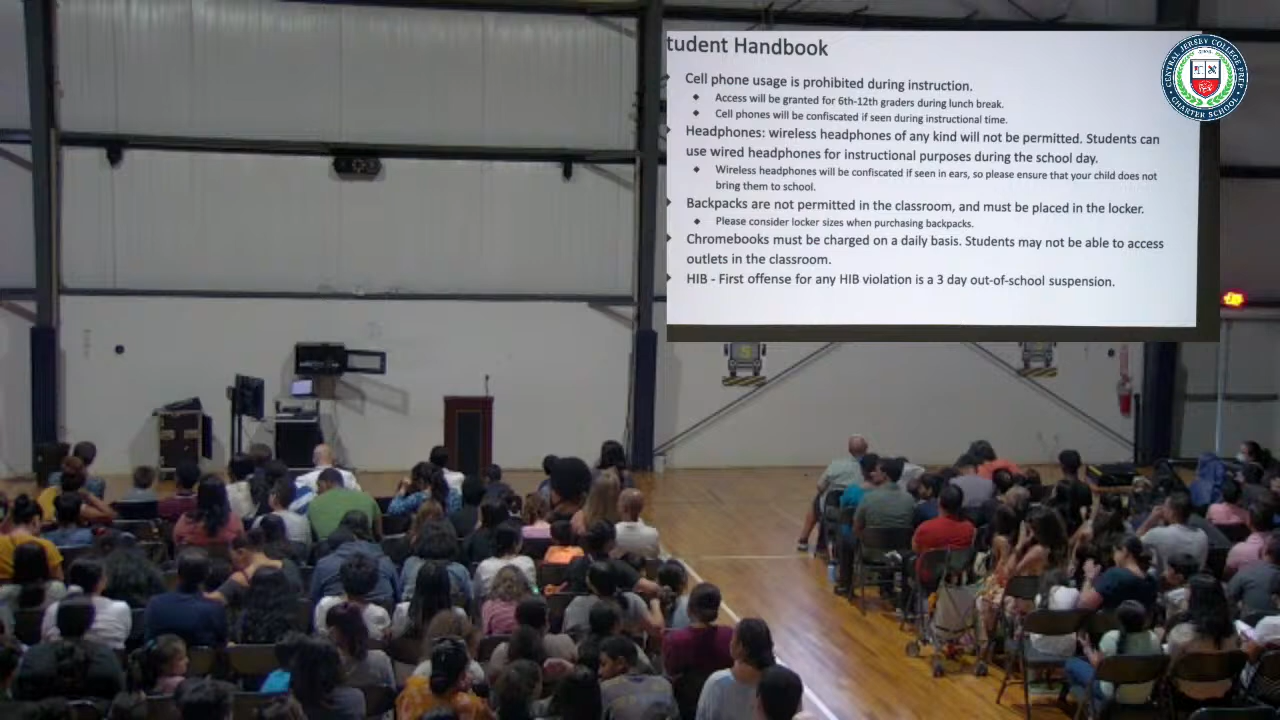 tudent Handbook
Cell phone usage is prohibited during instruction.
Access will be granted for 6th-12th graders during lunch break.
Cell phones will be confiscated if seen during instructional time.
Headphones: wireless headphones of any kind will not be permitted. Students can
use wired headphones for instructional purposes during the school day.
Wireless headphones will be confiscated if seen in ears, so please ensure that your child does not
bring them to school.
Backpacks are not permitted in the classroom, and must be placed in the locker.
Please consider locker sizes when purchasing backpacks.
Chromebooks must be charged on a daily basis. Students may not be able to access
outlets in the classroom.
HIB - First offense for any HIB violation is a 3 day out-of-school suspension.
CENTRAL JERSEY COLLEGE PREP
CHARTER SCHOOL
S